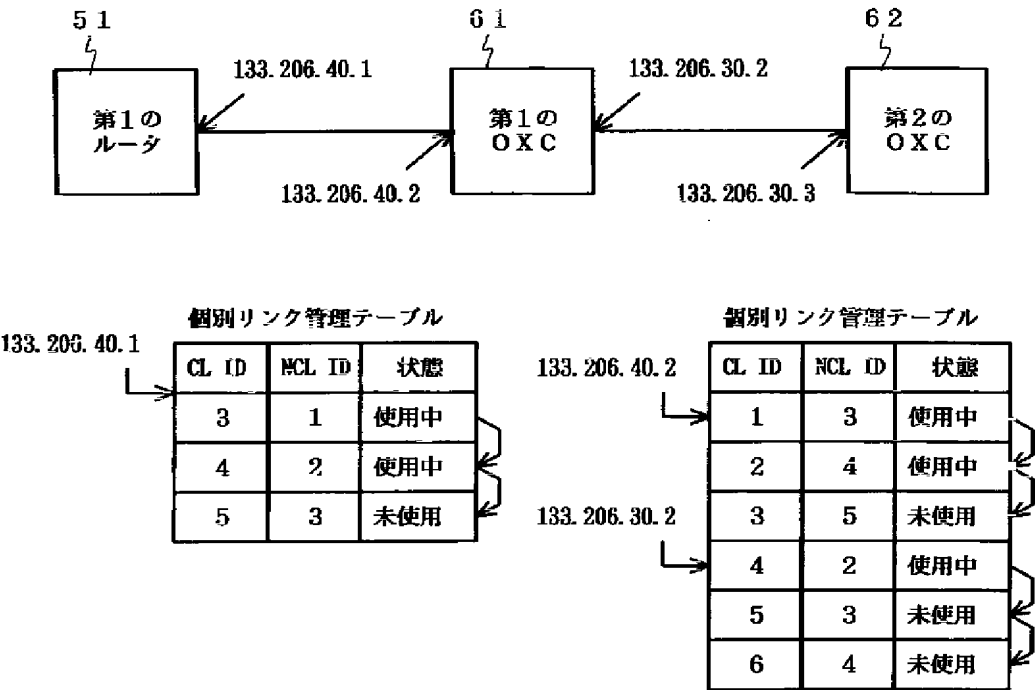 51
61
62
133.206.40.1
133.206.30.2
第1の
ルータ
第1の
OXC
第2の
OXC
133.206.40.2
133.206.30.3
個別リンク管理テーブル
133.206.40.1
CL ID NCL ID 状態
3 1 使用中
4 2 使用中
5 3 未使用
個別リンク管理テーブル
133.206.40.2
133.206.30.2
CL ID NCL ID 状態
1 3 使用中
2 4 使用中
3 5 未使用
4 2 使用中
5 3 未使用
6 4 未使用